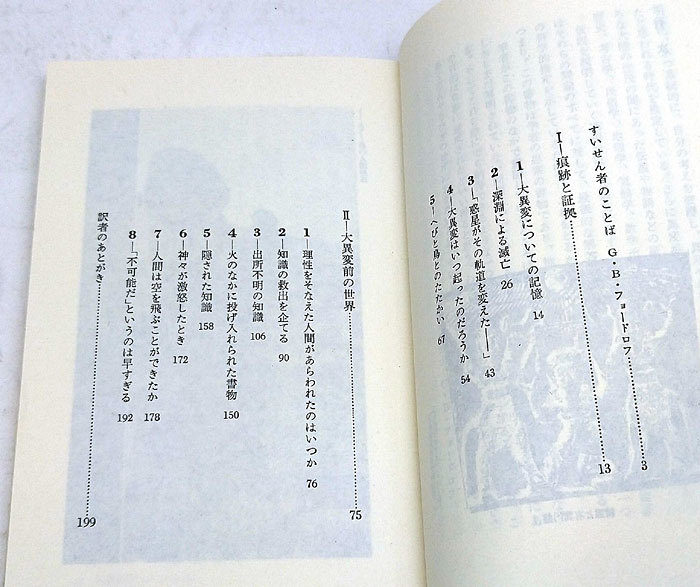 すいせん者のことば　G・B・フョードロフ………3
Ⅰ—痕跡と証拠………13
1—大異変についての記憶　14
2—深淵による滅亡　26
3—「惑星がその軌道を変えた——」　43
4—大異変はいつ起ったのだろうか　54
5—へびと鳥とのたたかい　67
Ⅱ—大異変前の世界………75
1—理性をそなえた人間があらわれたのはいつか　76
2—知識の救出を企てる　90
3—出所不明の知識　106
4—火のなかに投げ入れられた書物　150
5—隠された知識　158
6—神々が激怒したとき　172
7—人間は空を飛ぶことができたか　178
8—「不可能だ」というのは早すぎる　192
訳者のあとがき………199